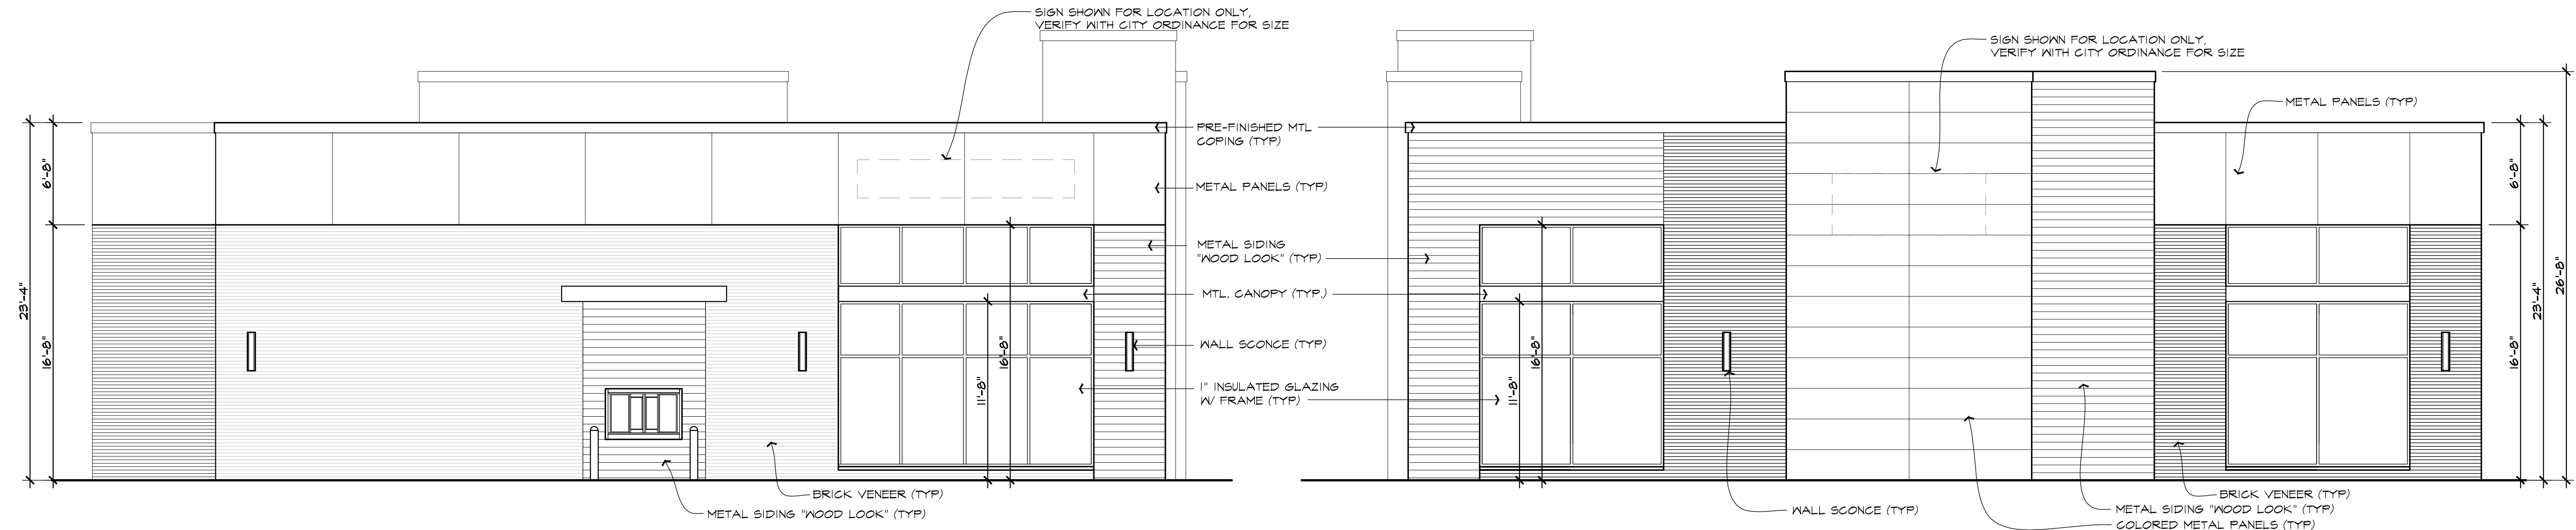 SIGN SHOWN FOR LOCATION ONLY,
VERIFY WITH CITY ORDINANCE FOR SIZE
SIGN SHOWN FOR LOCATION ONLY,
VERIFY WITH CITY ORDINANCE FOR SIZE
METAL PANELS (TYP)
PRE-FINISHED MTL
COPING (TYP)
METAL PANELS (TYP)
METAL SIDING
"WOOD LOOK" (TYP)
MTL. CANOPY (TYP.)
WALL SCONCE (TYP)
1" INSULATED GLAZING
W/ FRAME (TYP)
23'-4"
6'-8"
16'-8"
11'-8"
16'-8"
11'-8"
16'-8"
6'-8"
16'-8"
23'-4"
26'-8"
BRICK VENEER (TYP)
METAL SIDING "WOOD LOOK" (TYP)
WALL SCONCE (TYP)
BRICK VENEER (TYP)
METAL SIDING "WOOD LOOK" (TYP)
COLORED METAL PANELS (TYP)